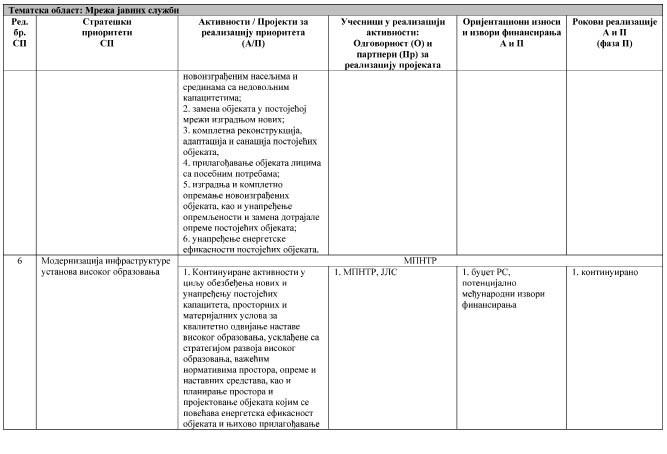 Тематска област: Мрежа јавних служби
Ред.
бр.
СП
Стратешки
приоритети
СП
Активности / Пројекти за
реализацију приоритета
(А/П)
Учесници у реализацији
активности:
Одговорност (О) и
партнери (Пр) за
реализацију пројеката
Оријентациони износи
и извори финансирања
А и П
Рокови реализације
А и П
(фаза П)
новоизграђеним насељима и
срединама са недовољним
капацитетима;
2. замена објеката у постојећој
мрежи изградњом нових;
3. комплетна реконструкција,
адаптација и санација постојећих
објеката,
4. прилагођавање објеката лицима
са посебним потребама;
5. изградња и комплетно
опремање новоизграђених
објеката, као и унапређење
опремљености и замена дотрајале
опреме постојећих објеката;
6. унапређење енергетске
ефикасности постојећих објеката.
6
Модернизација инфраструктуре
установа високог образовања
МПНТР
1. Континуиране активности у
циљу обезбеђења нових и
унапређењу постојећих
капацитета, просторних и
материјалних услова за
квалитетно одвијање наставе
високог образовања, усклађене са
стратегијом развоја високог
образовања, важећим
нормативима простора, опреме и
наставних средстава, као и
планирање простора и
пројектовање објеката којим се
повећава енергетска ефикасност
објеката и њихово прилагођавање
1. МПНТР, ЈЛС
1. буџет РС,
потенцијално
међународни извори
финансирања
1. континуирано